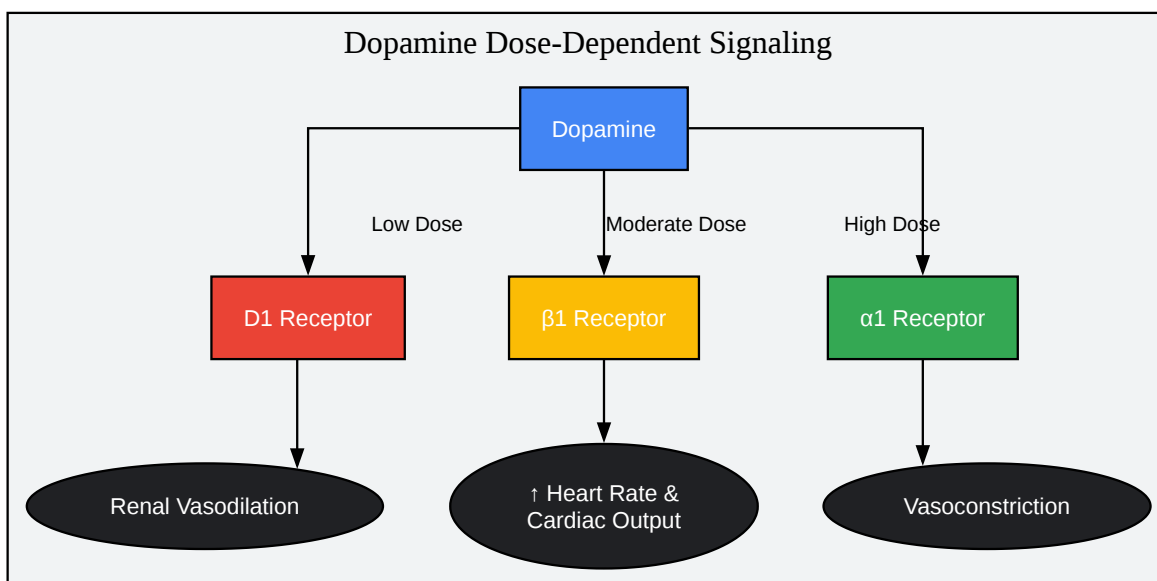 Dopamine Dose-Dependent Signaling
Dopamine
Low Dose
Moderate Dose
High Dose
D1 Receptor
β1 Receptor
α1 Receptor
Renal Vasodilation
↑ Heart Rate &
Cardiac Output
Vasoconstriction